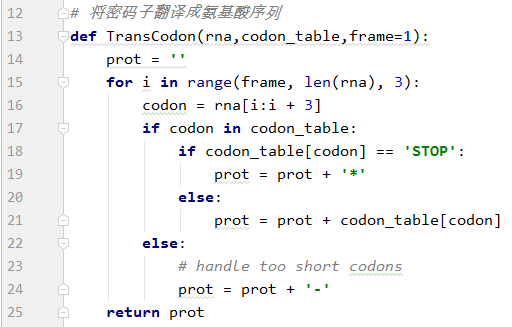 12 # 将密码子翻译成氨基酸序列
13 def TransCodon(rna,codon_table,frame=1):
14     prot = ''
15     for i in range(frame, len(rna), 3):
16         codon = rna[i:i + 3]
17         if codon in codon_table:
18             if codon_table[codon] == 'STOP':
19                 prot = prot + '*'
20             else:
21                 prot = prot + codon_table[codon]
22         else:
23             # handle too short codons
24             prot = prot + '-'
25     return prot